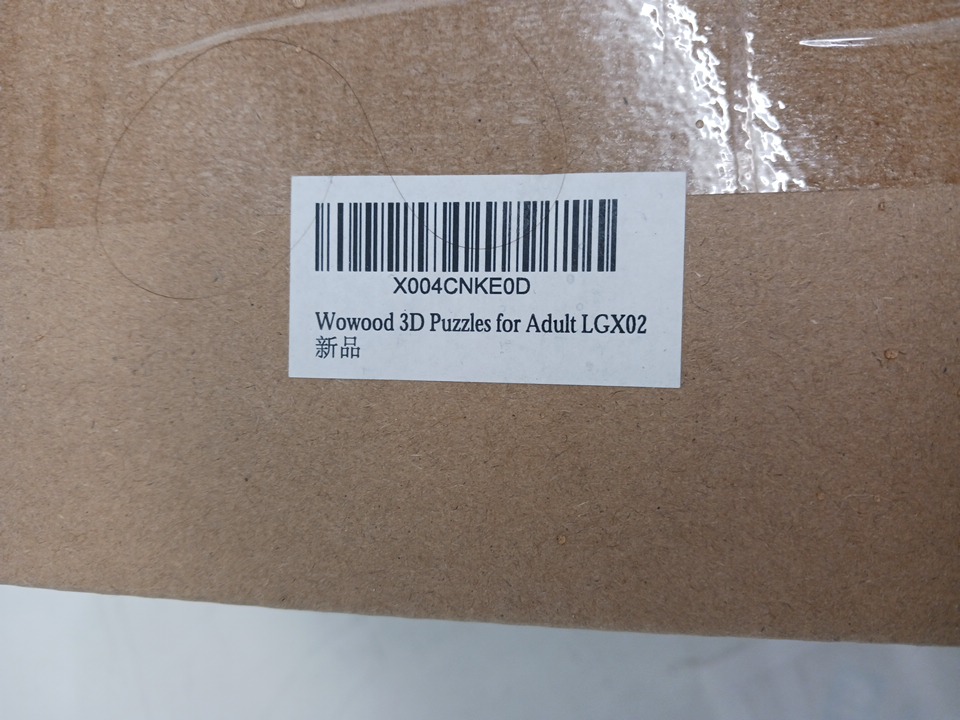 X004CNKE0D
Wowood 3D Puzzles for Adult LGX02
新品